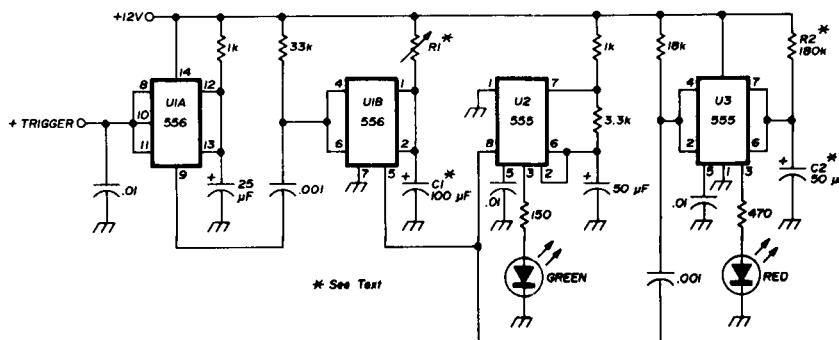 +12V
1k
33k
R1 *
1k
18k
R2 *
180k
14
8
12
U1A
556
10
11
13
9
+ TRIGGER
4
1
U1B
556
6
2
7
5
1
7
U2
555
8
6
5
3
2
3.3k
4
7
U3
555
2
6
5
1
3
.01
+
25
µF
.001
+
C1 *
100 µF
.01
+
50 µF
150
.01
470
+
C2 *
50 µ
* See Text
GREEN
.001
RED